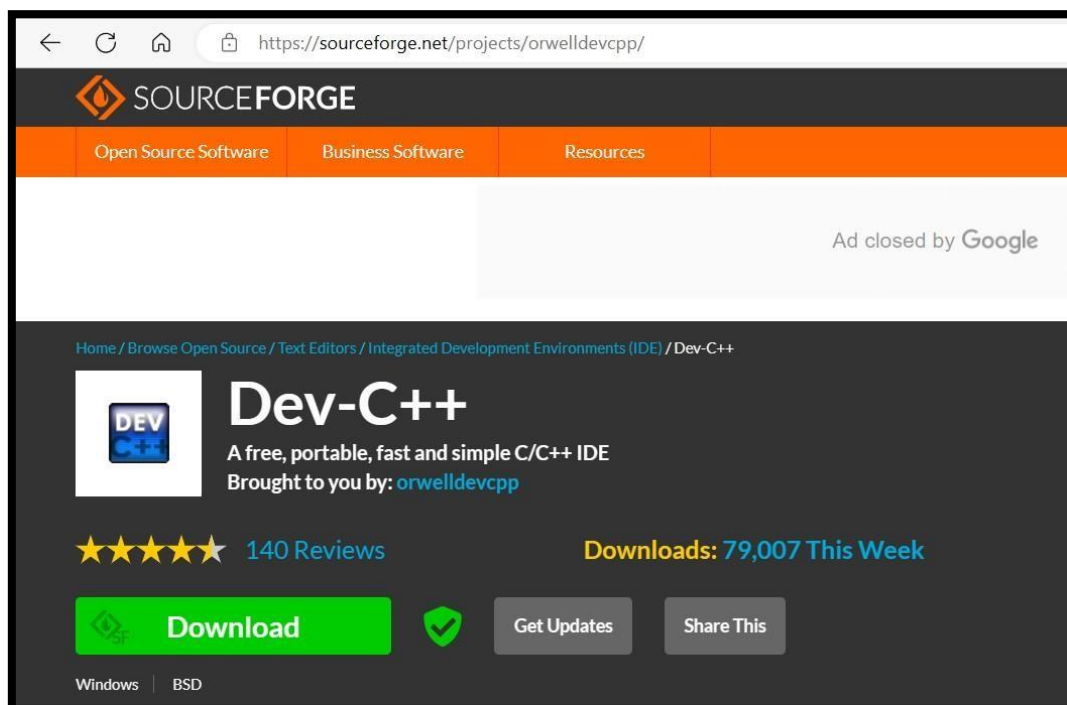 https://sourceforge.net/projects/orwelldevcpp/
SOURCEFORGE
Open Source Software Business Software Resources
Ad closed by Google
Home / Browse Open Source / Text Editors / Integrated Development Environments (IDE) / Dev-C++
DEV
C++
Dev-C++
A free, portable, fast and simple C/C++ IDE
Brought to you by: orwelldevcpp
140 Reviews Downloads: 79,007 This Week
SF Download Get Updates Share This
Windows BSD